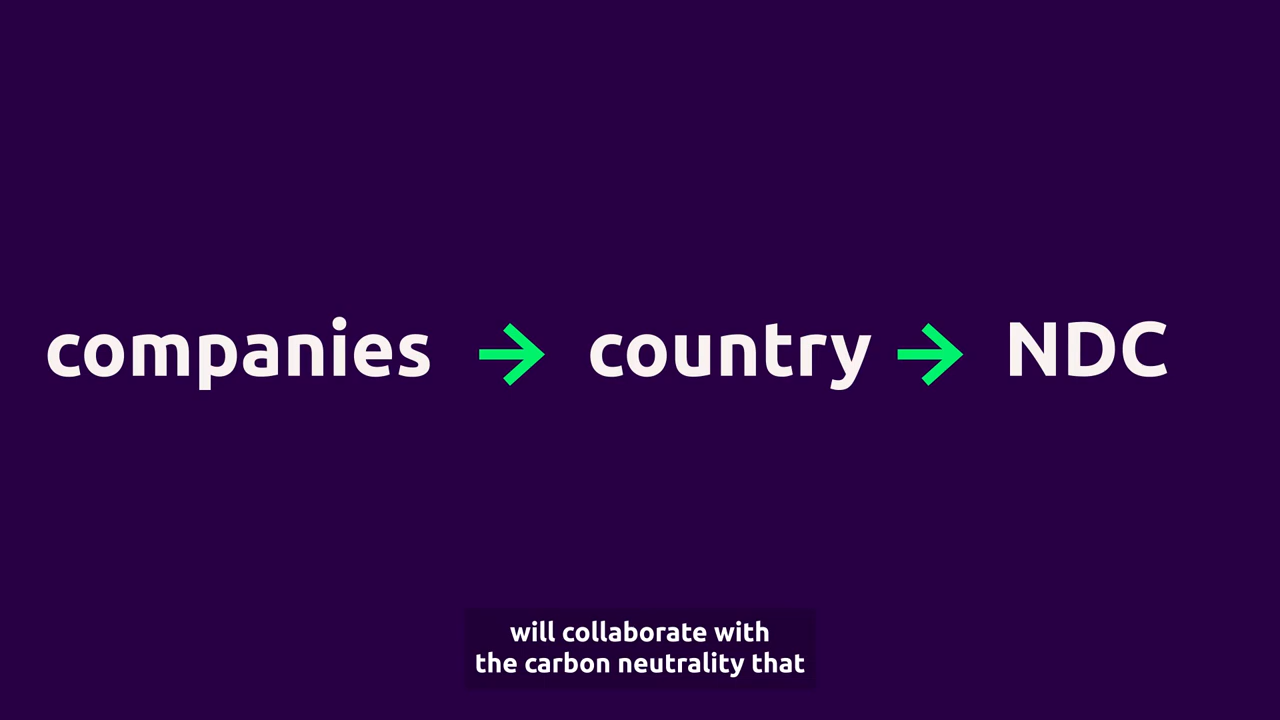 companies → country → NDC
will collaborate with
the carbon neutrality that